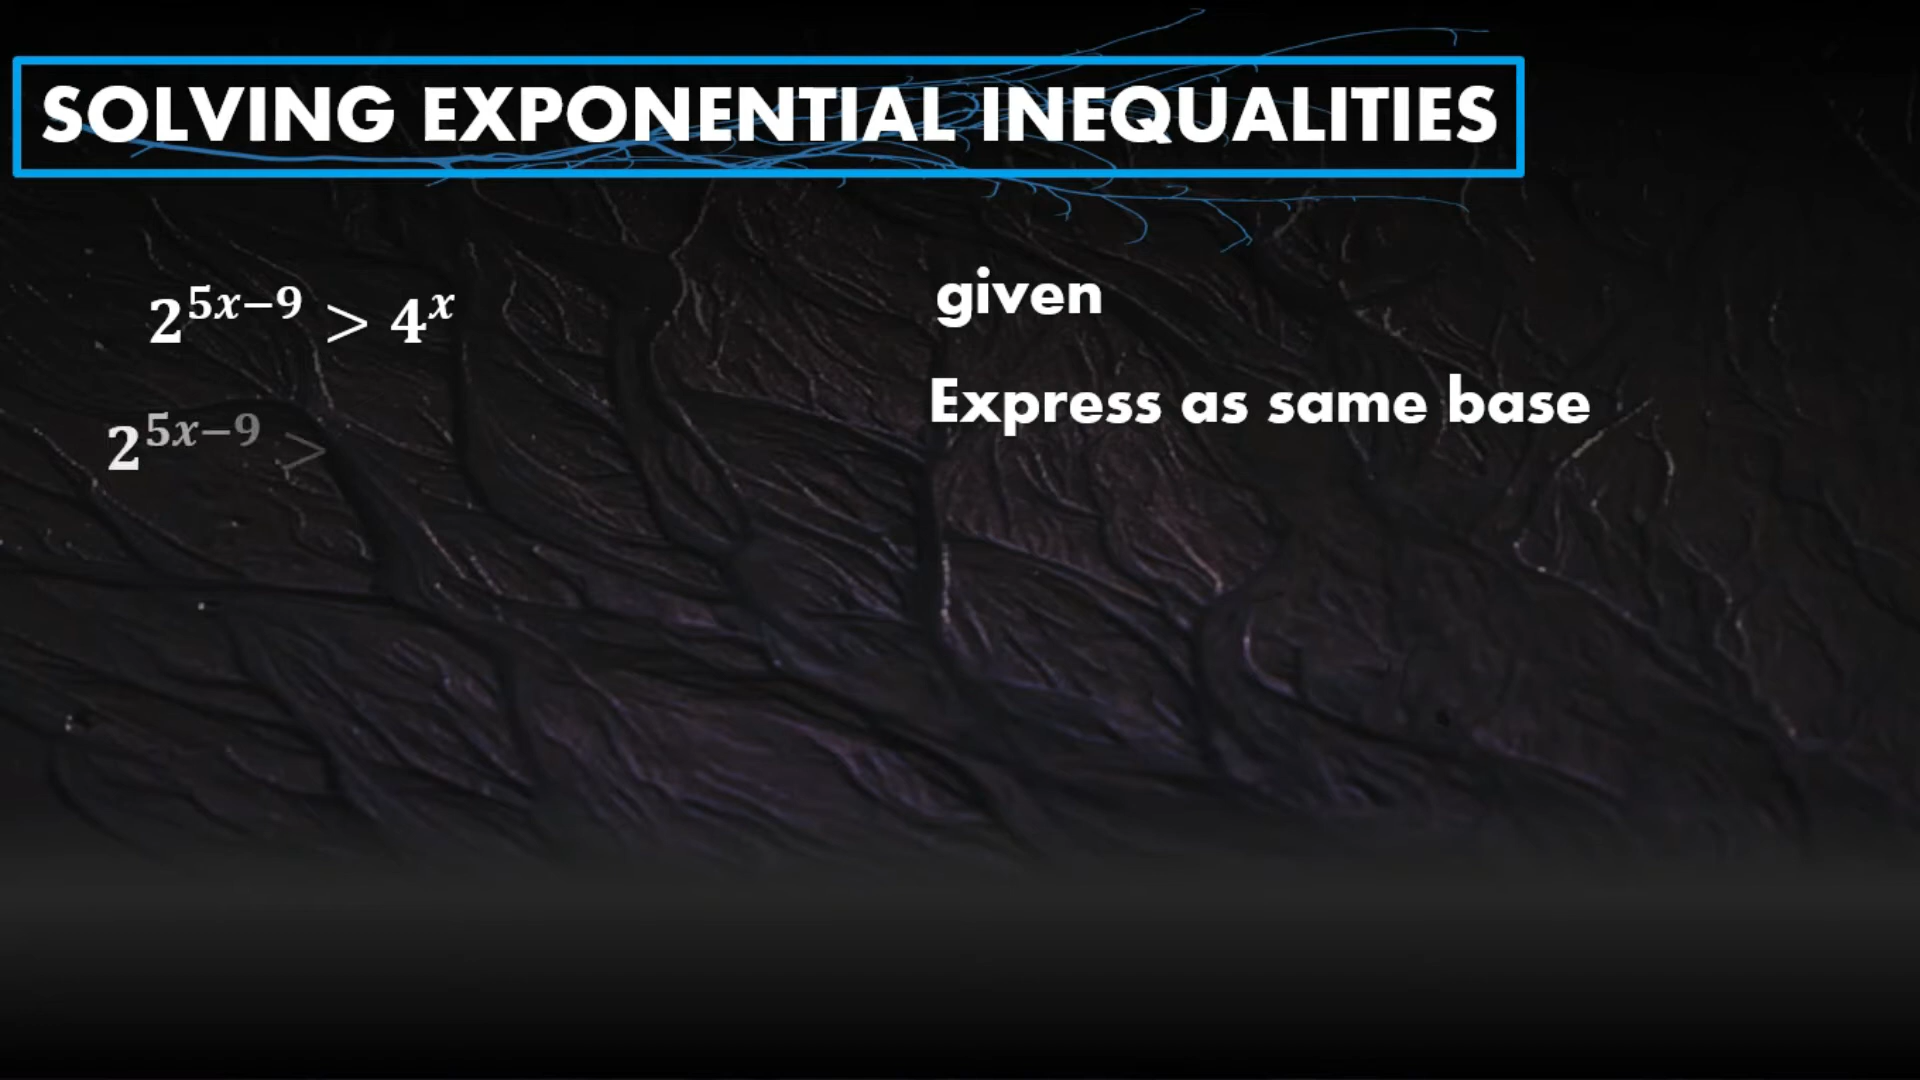 SOLVING EXPONENTIAL INEQUALITIES
2^{5x−9} > 4^x
given
Express as same base
2^{5x−9} >